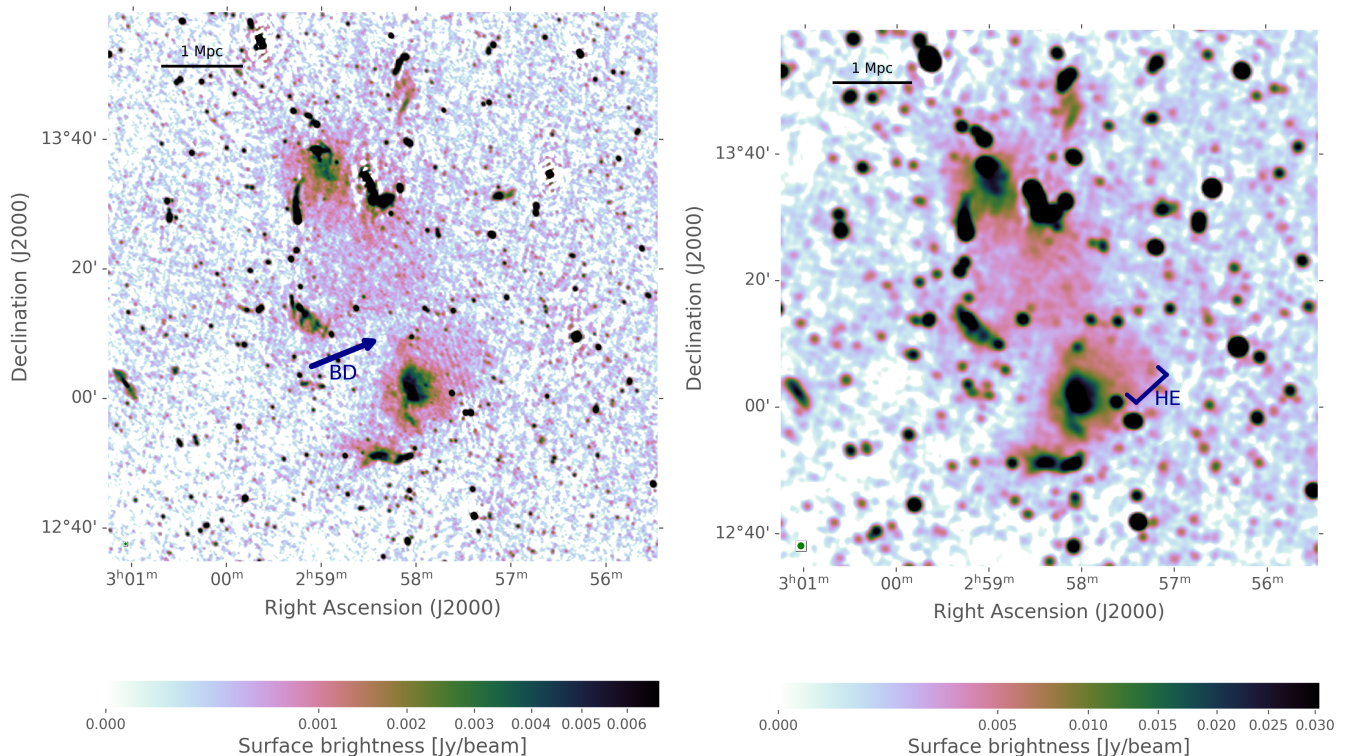 1 Mpc
13°40'
20'
00'
12°40'
Declination (J2000)
BD
3ʰ01ᵐ 00ᵐ 2ʰ59ᵐ 58ᵐ 57ᵐ 56ᵐ
Right Ascension (J2000)
0.000 0.001 0.002 0.003 0.004 0.005 0.006
Surface brightness [Jy/beam]
1 Mpc
13°40'
20'
00'
12°40'
Declination (J2000)
HE
3ʰ01ᵐ 00ᵐ 2ʰ59ᵐ 58ᵐ 57ᵐ 56ᵐ
Right Ascension (J2000)
0.000 0.005 0.010 0.015 0.020 0.025 0.030
Surface brightness [Jy/beam]